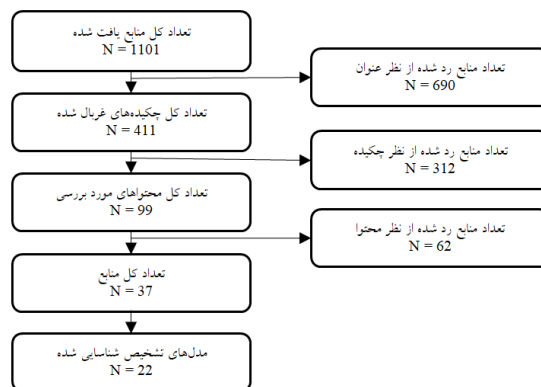 تعداد کل منابع یافت شده
N = 1101
تعداد منابع رد شده از نظر عنوان
N = 690
تعداد کل چکیده‌های غربال شده
N = 411
تعداد منابع رد شده از نظر چکیده
N = 312
تعداد کل محتواهای مورد بررسی
N = 99
تعداد منابع رد شده از نظر محتوا
N = 62
تعداد کل منابع
N = 37
مدل‌های تشخیص شناسایی شده
N = 22